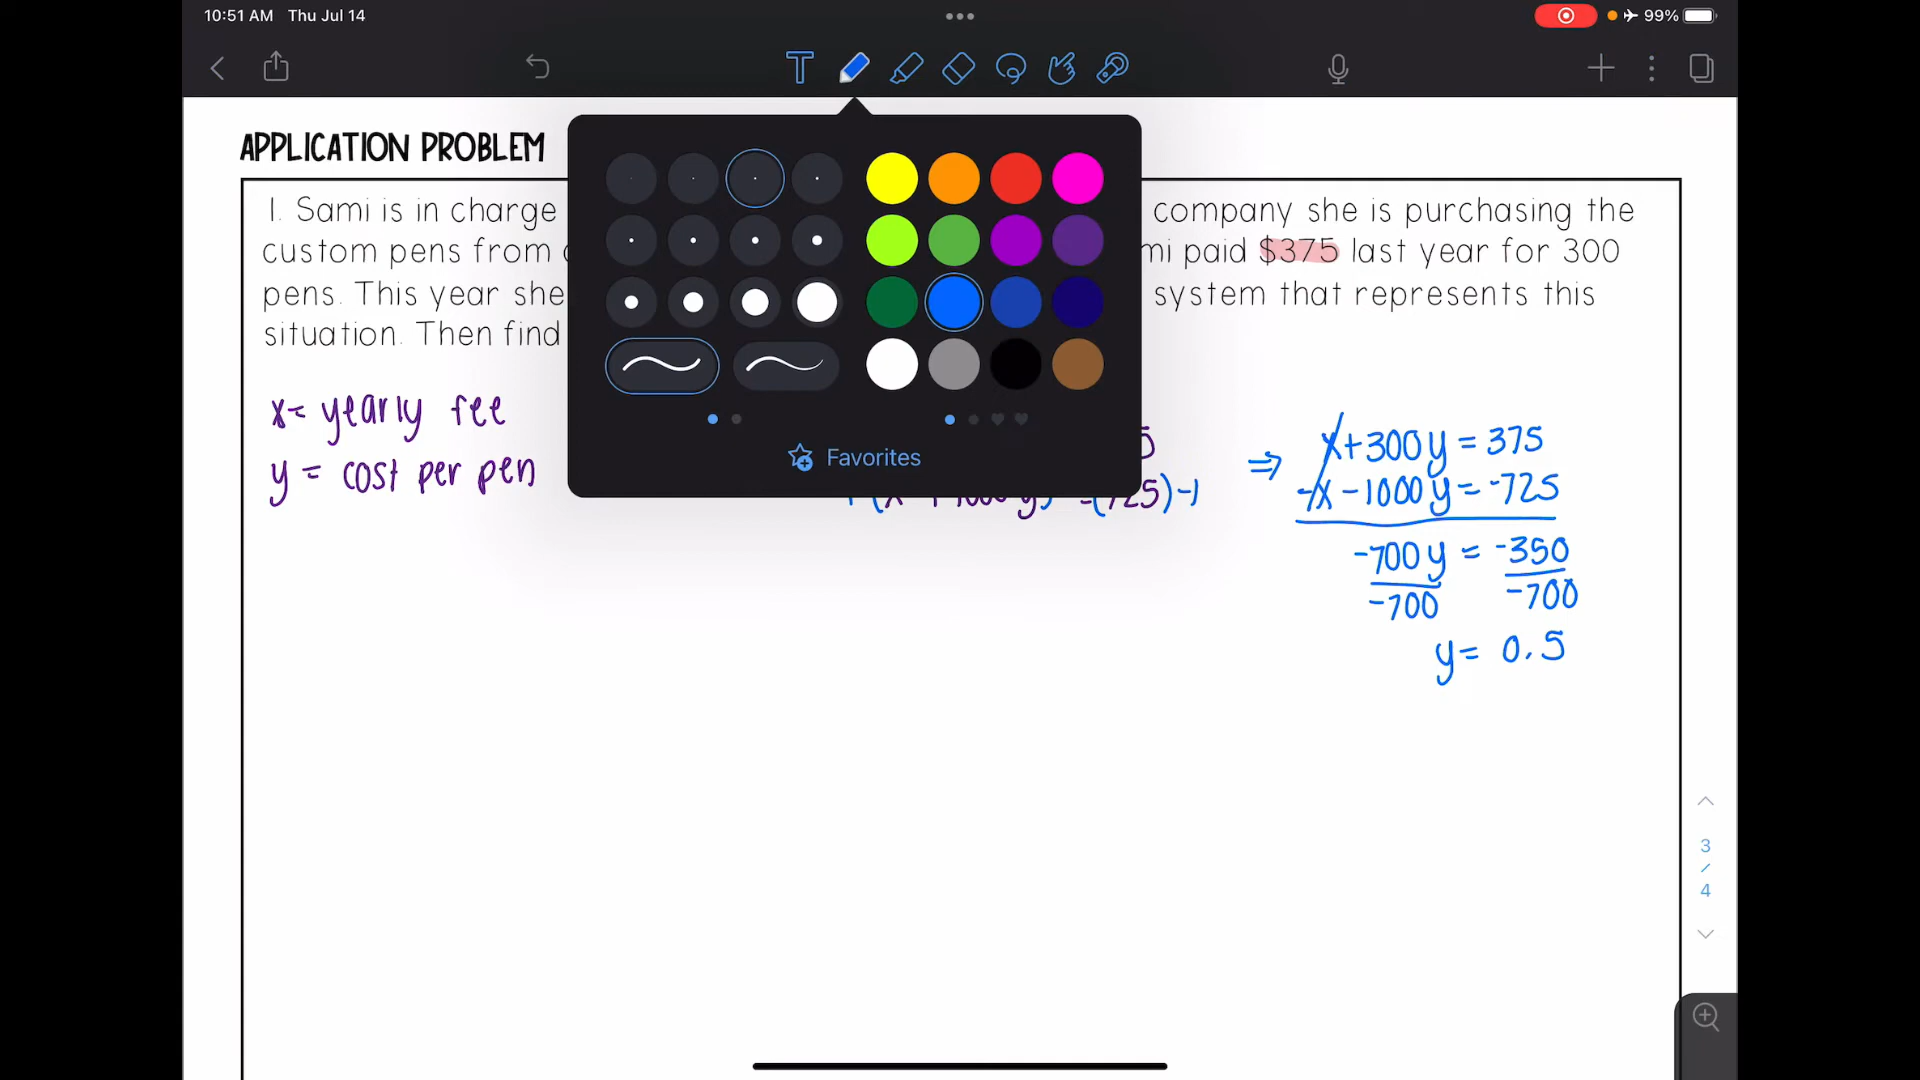 10:51 AM Thu Jul 14
99%
T
APPLICATION PROBLEM
1. Sami is in charge company she is purchasing the
custom pens from mi paid $375 last year for 300
pens. This year she system that represents this
situation. Then find
x= yearly fee
y = cost per pen
Favorites
(725)-1
⇒ x+300y = 375
-x-1000y = -725
-700y = -350
-700 -700
y= 0.5
3
/
4